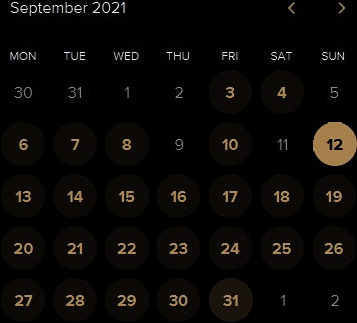 September 2021
MON TUE WED THU FRI SAT SUN
30 31 1 2 3 4 5
6 7 8 9 10 11 12
13 14 15 16 17 18 19
20 21 22 23 24 25 26
27 28 29 30 31 1 2